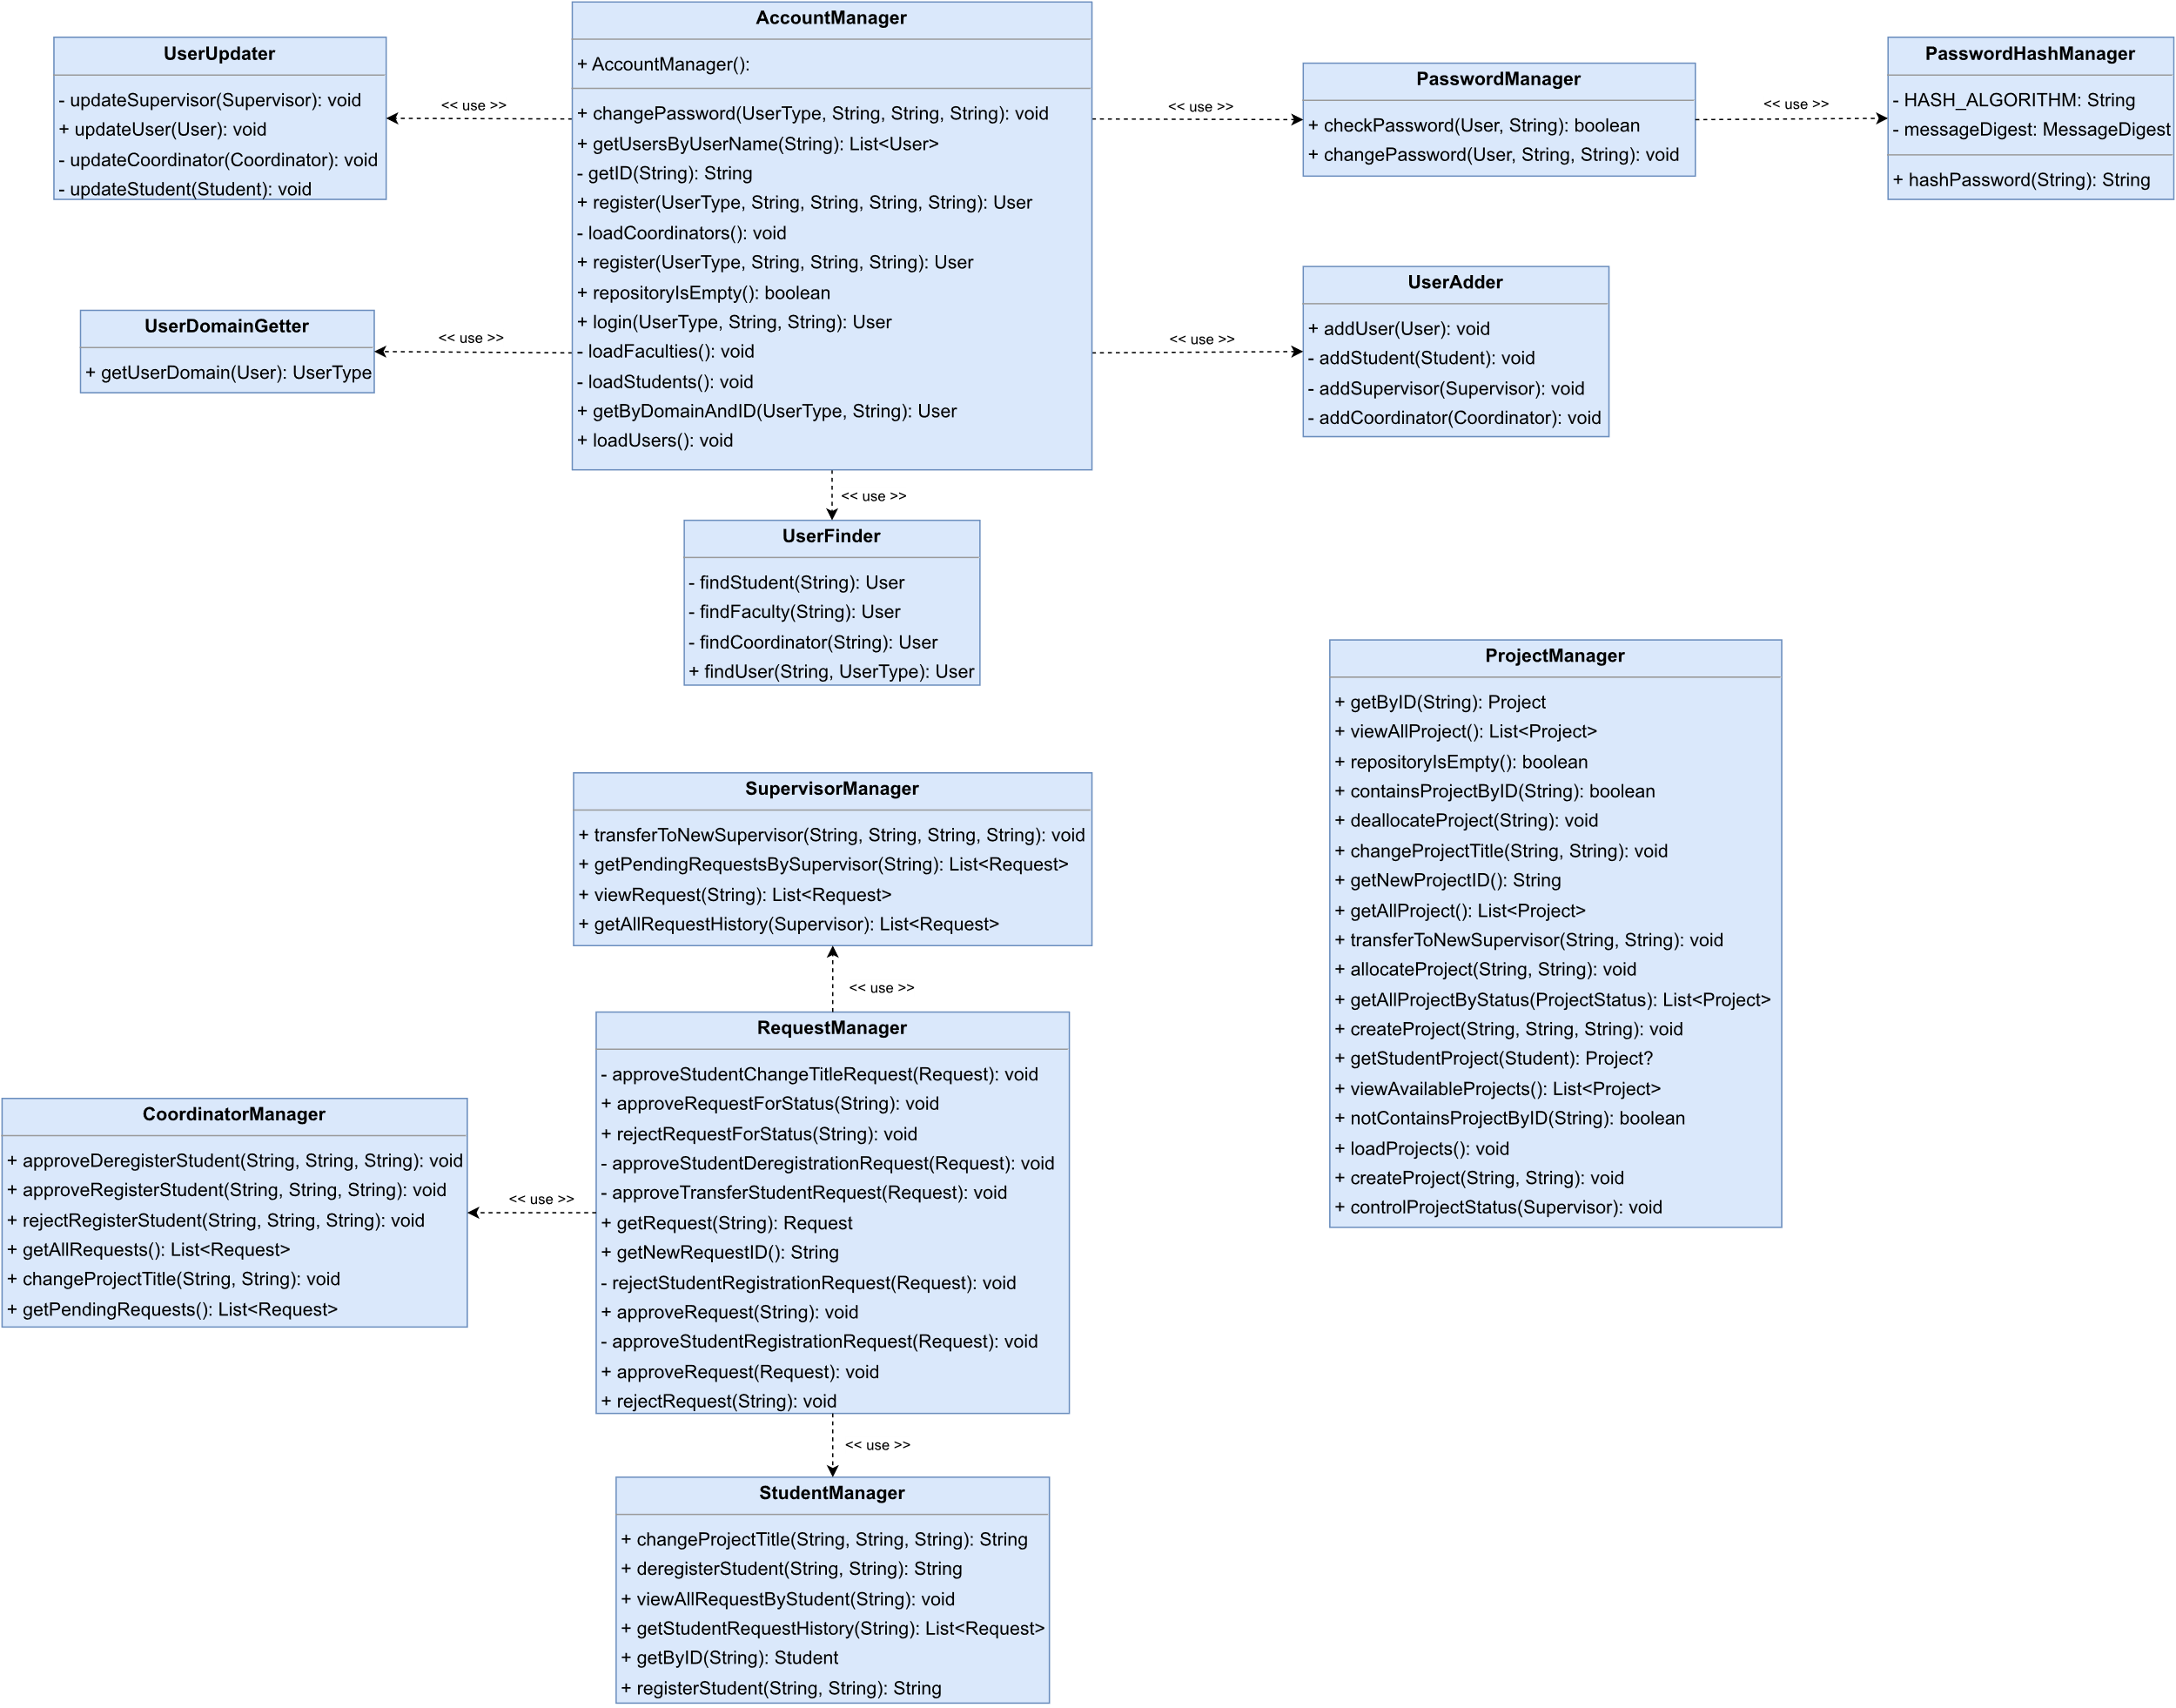 AccountManager
+ AccountManager():
+ changePassword(UserType, String, String, String): void
+ getUsersByUserName(String): List<User>
- getID(String): String
+ register(UserType, String, String, String, String): User
- loadCoordinators(): void
+ register(UserType, String, String, String): User
+ repositoryIsEmpty(): boolean
+ login(UserType, String, String): User
- loadFaculties(): void
- loadStudents(): void
+ getByDomainAndID(UserType, String): User
+ loadUsers(): void
UserUpdater
- updateSupervisor(Supervisor): void
+ updateUser(User): void
- updateCoordinator(Coordinator): void
- updateStudent(Student): void
<< use >>
<< use >>
PasswordManager
+ checkPassword(User, String): boolean
+ changePassword(User, String, String): void
<< use >>
PasswordHashManager
- HASH_ALGORITHM: String
- messageDigest: MessageDigest
+ hashPassword(String): String
UserDomainGetter
+ getUserDomain(User): UserType
<< use >>
<< use >>
UserAdder
+ addUser(User): void
- addStudent(Student): void
- addSupervisor(Supervisor): void
- addCoordinator(Coordinator): void
<< use >>
UserFinder
- findStudent(String): User
- findFaculty(String): User
- findCoordinator(String): User
+ findUser(String, UserType): User
ProjectManager
+ getByID(String): Project
+ viewAllProject(): List<Project>
+ repositoryIsEmpty(): boolean
+ containsProjectByID(String): boolean
+ deallocateProject(String): void
+ changeProjectTitle(String, String): void
+ getNewProjectID(): String
+ getAllProject(): List<Project>
+ transferToNewSupervisor(String, String): void
+ allocateProject(String, String): void
+ getAllProjectByStatus(ProjectStatus): List<Project>
+ createProject(String, String, String): void
+ getStudentProject(Student): Project?
+ viewAvailableProjects(): List<Project>
+ notContainsProjectByID(String): boolean
+ loadProjects(): void
+ createProject(String, String): void
+ controlProjectStatus(Supervisor): void
SupervisorManager
+ transferToNewSupervisor(String, String, String, String): void
+ getPendingRequestsBySupervisor(String): List<Request>
+ viewRequest(String): List<Request>
+ getAllRequestHistory(Supervisor): List<Request>
<< use >>
RequestManager
- approveStudentChangeTitleRequest(Request): void
+ approveRequestForStatus(String): void
+ rejectRequestForStatus(String): void
- approveStudentDeregistrationRequest(Request): void
- approveTransferStudentRequest(Request): void
+ getRequest(String): Request
+ getNewRequestID(): String
- rejectStudentRegistrationRequest(Request): void
+ approveRequest(String): void
- approveStudentRegistrationRequest(Request): void
+ approveRequest(Request): void
+ rejectRequest(String): void
CoordinatorManager
+ approveDeregisterStudent(String, String, String): void
+ approveRegisterStudent(String, String, String): void
+ rejectRegisterStudent(String, String, String): void
+ getAllRequests(): List<Request>
+ changeProjectTitle(String, String): void
+ getPendingRequests(): List<Request>
<< use >>
<< use >>
StudentManager
+ changeProjectTitle(String, String, String): String
+ deregisterStudent(String, String): String
+ viewAllRequestByStudent(String): void
+ getStudentRequestHistory(String): List<Request>
+ getByID(String): Student
+ registerStudent(String, String): String